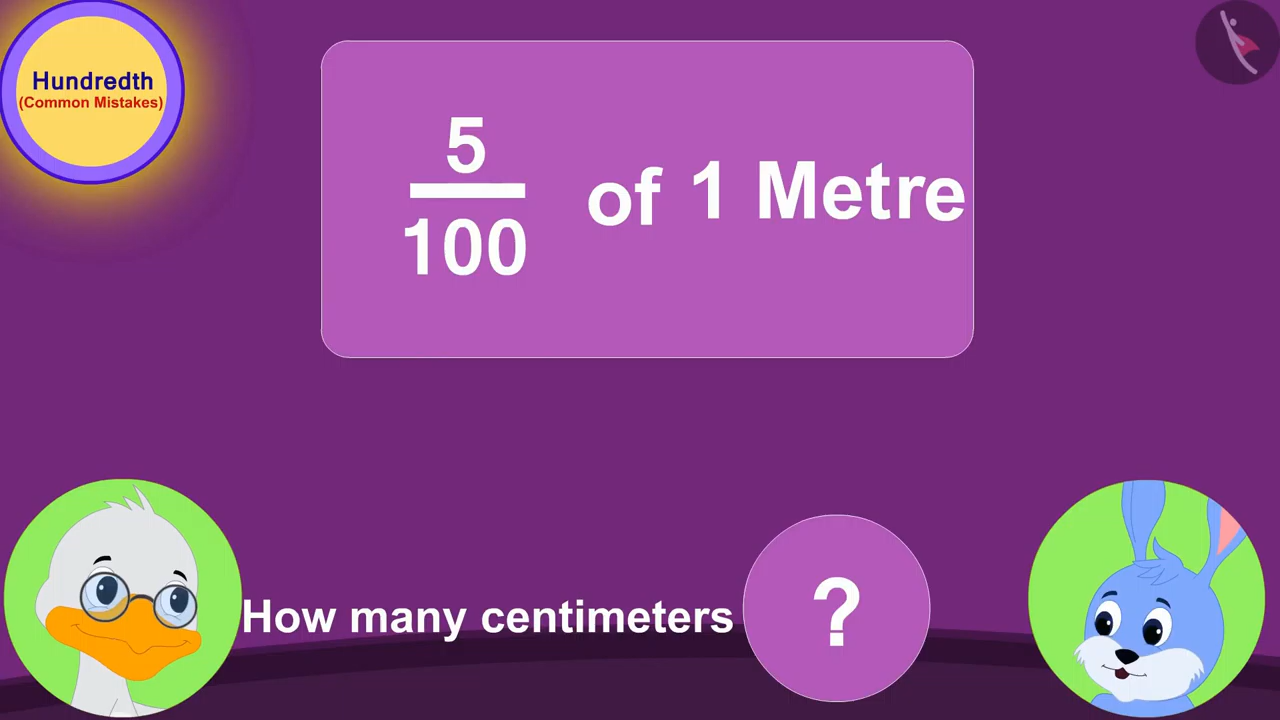 Hundredth
(Common Mistakes)
5
100
of 1 Metre
How many centimeters
?